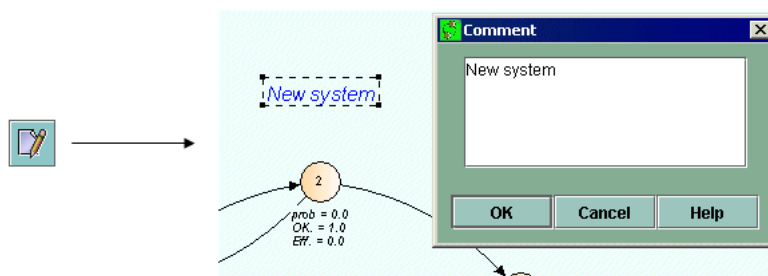 Comment
New system
New system
2
prob = 0.0
OK. = 1.0
Eff. = 0.0
OK
Cancel
Help